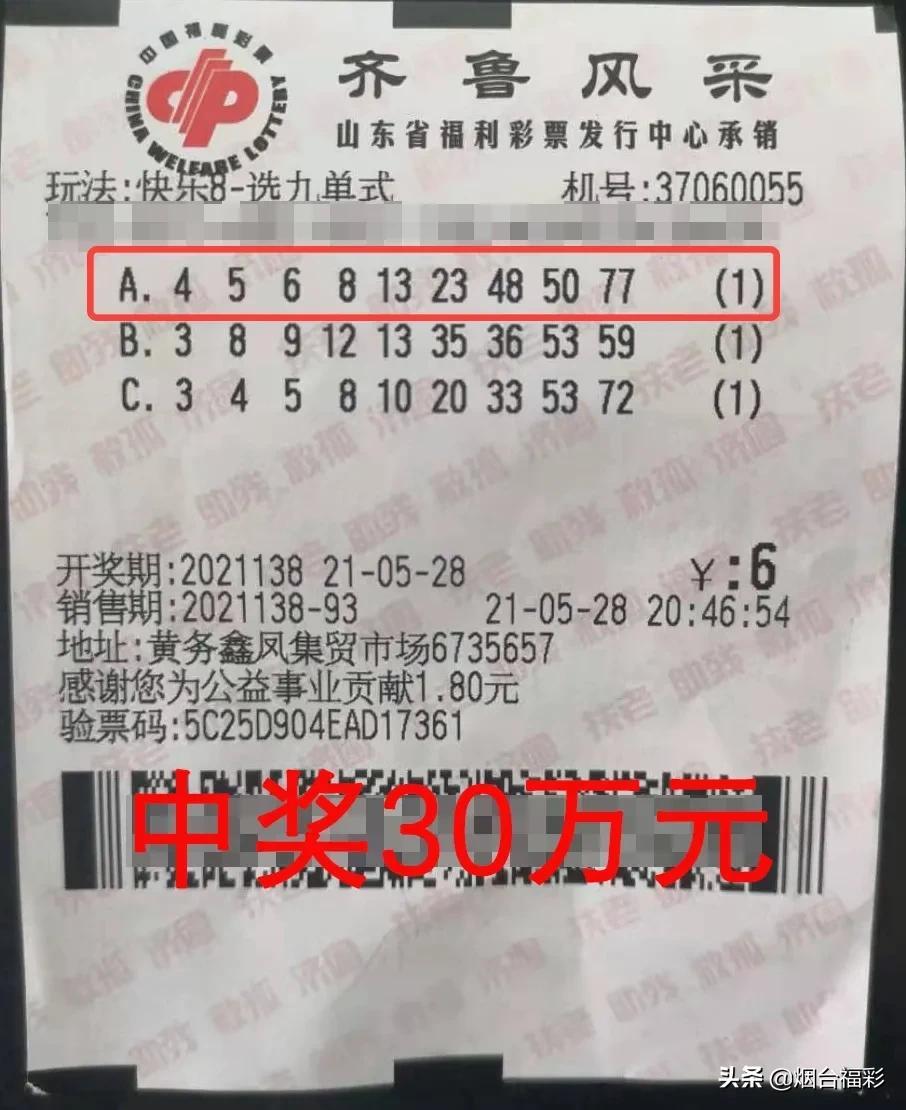 中国福利彩票
CHINA WELFARE LOTTERY
齐鲁风采
山东省福利彩票发行中心承销
玩法:快乐8-选九单式 机号:37060055
A. 4 5 6 8 13 23 48 50 77 (1)
B. 3 8 9 12 13 35 36 53 59 (1)
C. 3 4 5 8 10 20 33 53 72 (1)
开奖期:2021138 21-05-28 ¥:6
销售期:2021138-93 21-05-28 20:46:54
地址:黄务鑫凤集贸市场6735657
感谢您为公益事业贡献1.80元
验票码:5C25D904EAD17361
中奖30万元
头条 @烟台福彩